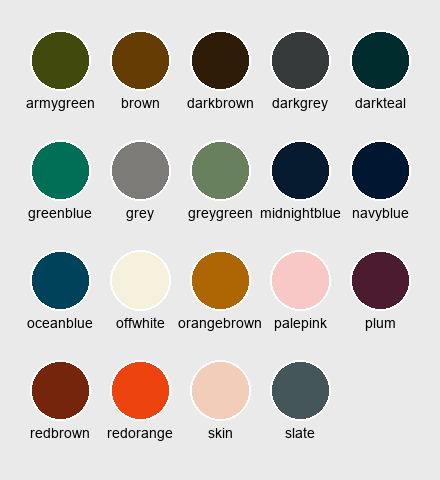 armygreen brown darkbrown darkgrey darkteal
greenblue grey greygreen midnightblue navyblue
oceanblue offwhite orangebrown palepink plum
redbrown redorange skin slate